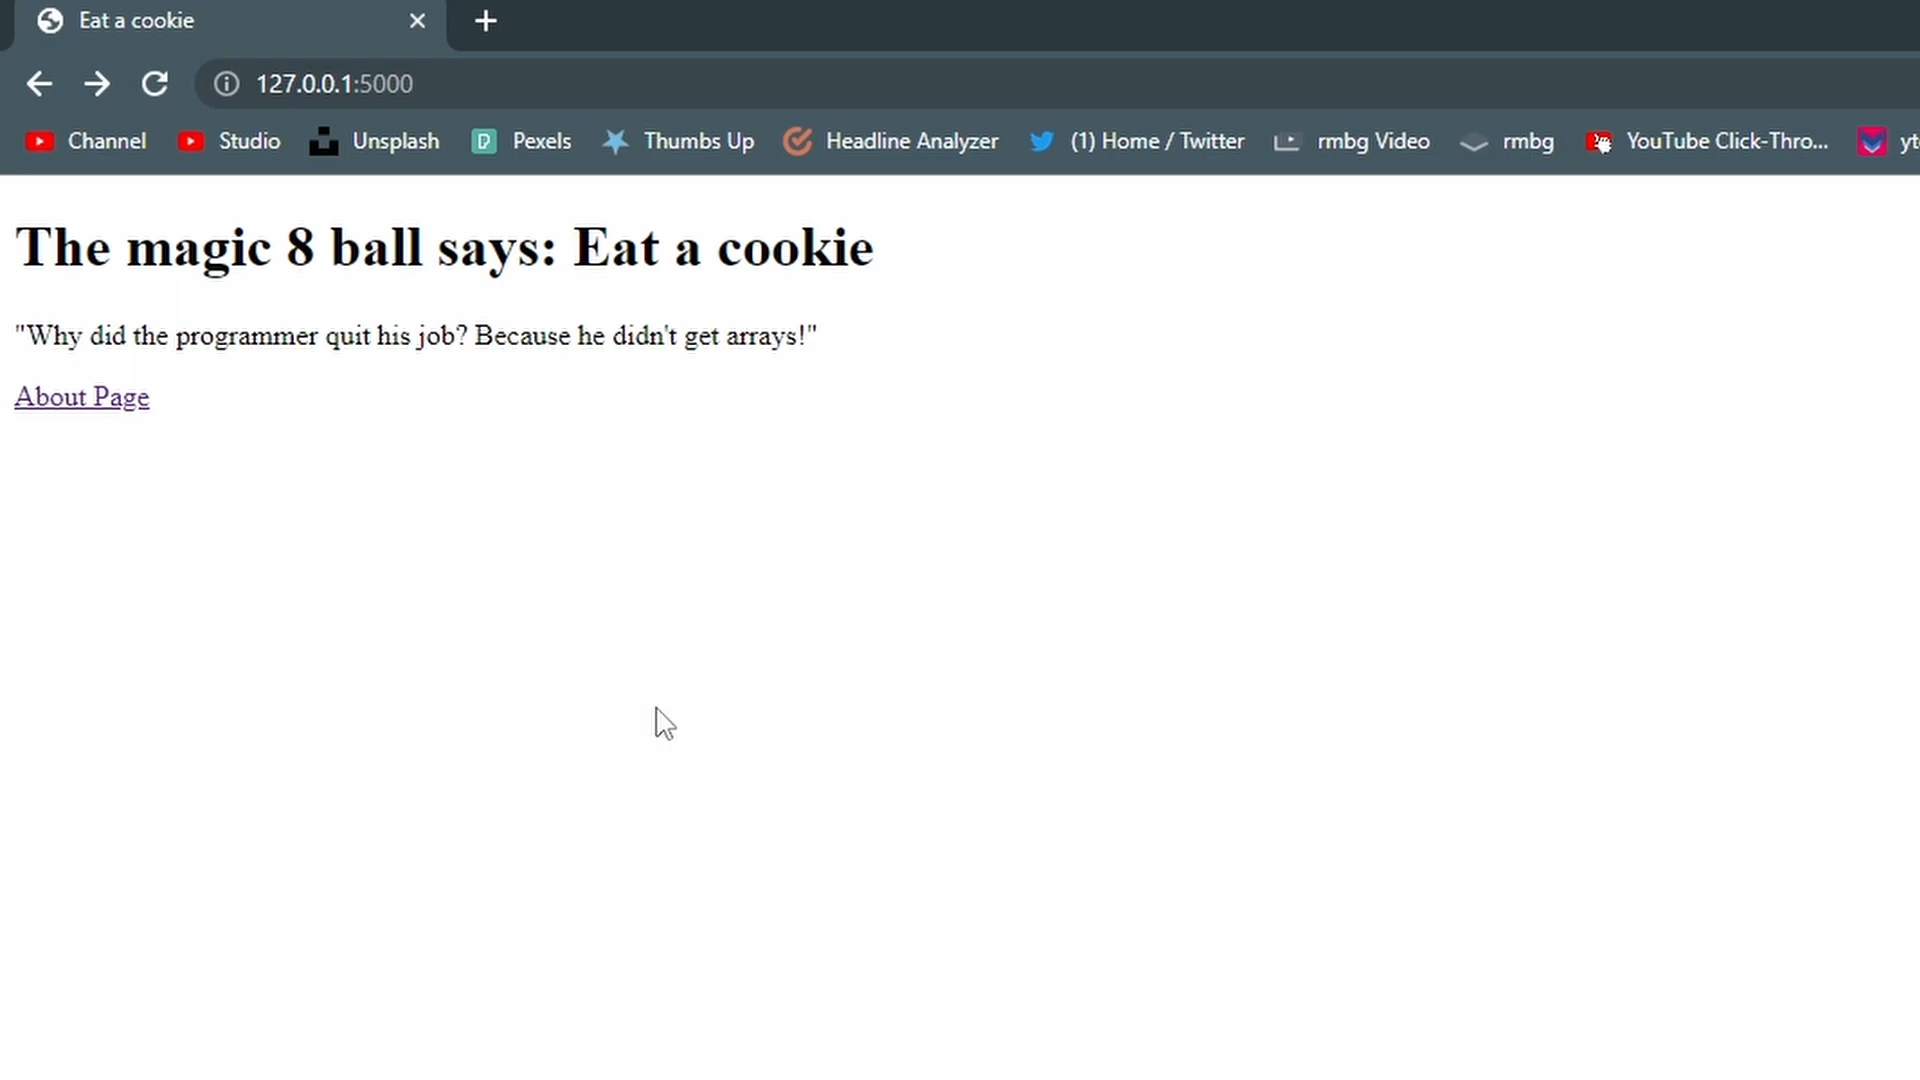 Eat a cookie
127.0.0.1:5000
Channel Studio Unsplash Pexels Thumbs Up Headline Analyzer (1) Home / Twitter rmbg Video rmbg YouTube Click-Thro...
The magic 8 ball says: Eat a cookie
"Why did the programmer quit his job? Because he didn't get arrays!"
About Page